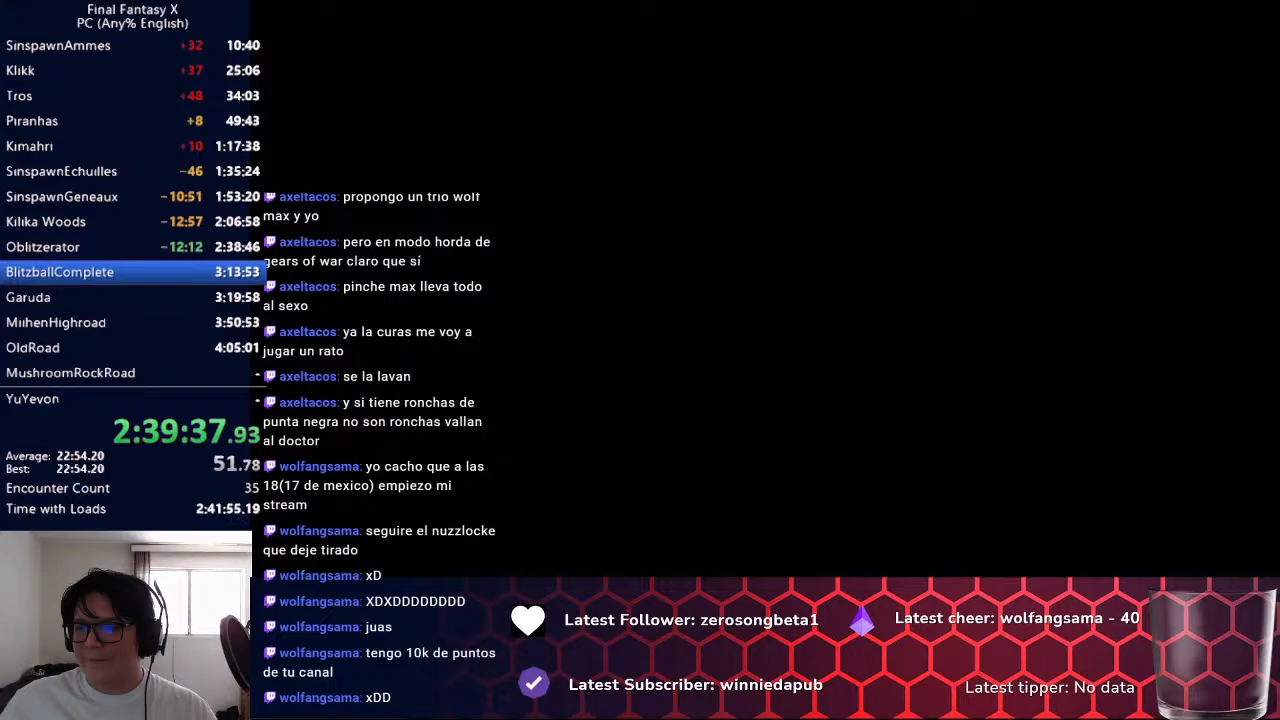 Final Fantasy X
PC (Any% English)
SinspawnAmmes +32 10:40
Klikk +37 25:06
Tros +48 34:03
Piranhas +8 49:43
Kimahri +10 1:17:38
SinspawnEchuilles -46 1:35:24
SinspawnGeneaux -10:51 1:53:20
Kilika Woods -12:57 2:06:58
Oblitzerator -12:12 2:38:46
BlitzballComplete 3:13:53
Garuda 3:19:58
MiihenHighroad 3:50:53
OldRoad 4:05:01
MushroomRockRoad -
YuYevon -
2:39:37.93
Average: 22:54.20
Best: 22:54.20
51.78
Encounter Count 35
Time with Loads 2:41:55.19
axeltacos: propongo un trio wolf
max y yo
axeltacos: pero en modo horda de
gears of war claro que sí
axeltacos: pinche max lleva todo
al sexo
axeltacos: ya la curas me voy a
jugar un rato
axeltacos: se la lavan
axeltacos: y si tiene ronchas de
punta negra no son ronchas vallan
al doctor
wolfangsama: yo cacho que a las
18(17 de mexico) empiezo mi
stream
wolfangsama: seguire el nuzzlocke
que deje tirado
wolfangsama: xD
wolfangsama: XDXDDDDDDDD
wolfangsama: juas
wolfangsama: tengo 10k de puntos
de tu canal
wolfangsama: xDD
Latest Follower: zerosongbeta1
Latest cheer: wolfangsama - 40
Latest Subscriber: winniedapub
Latest tipper: No data